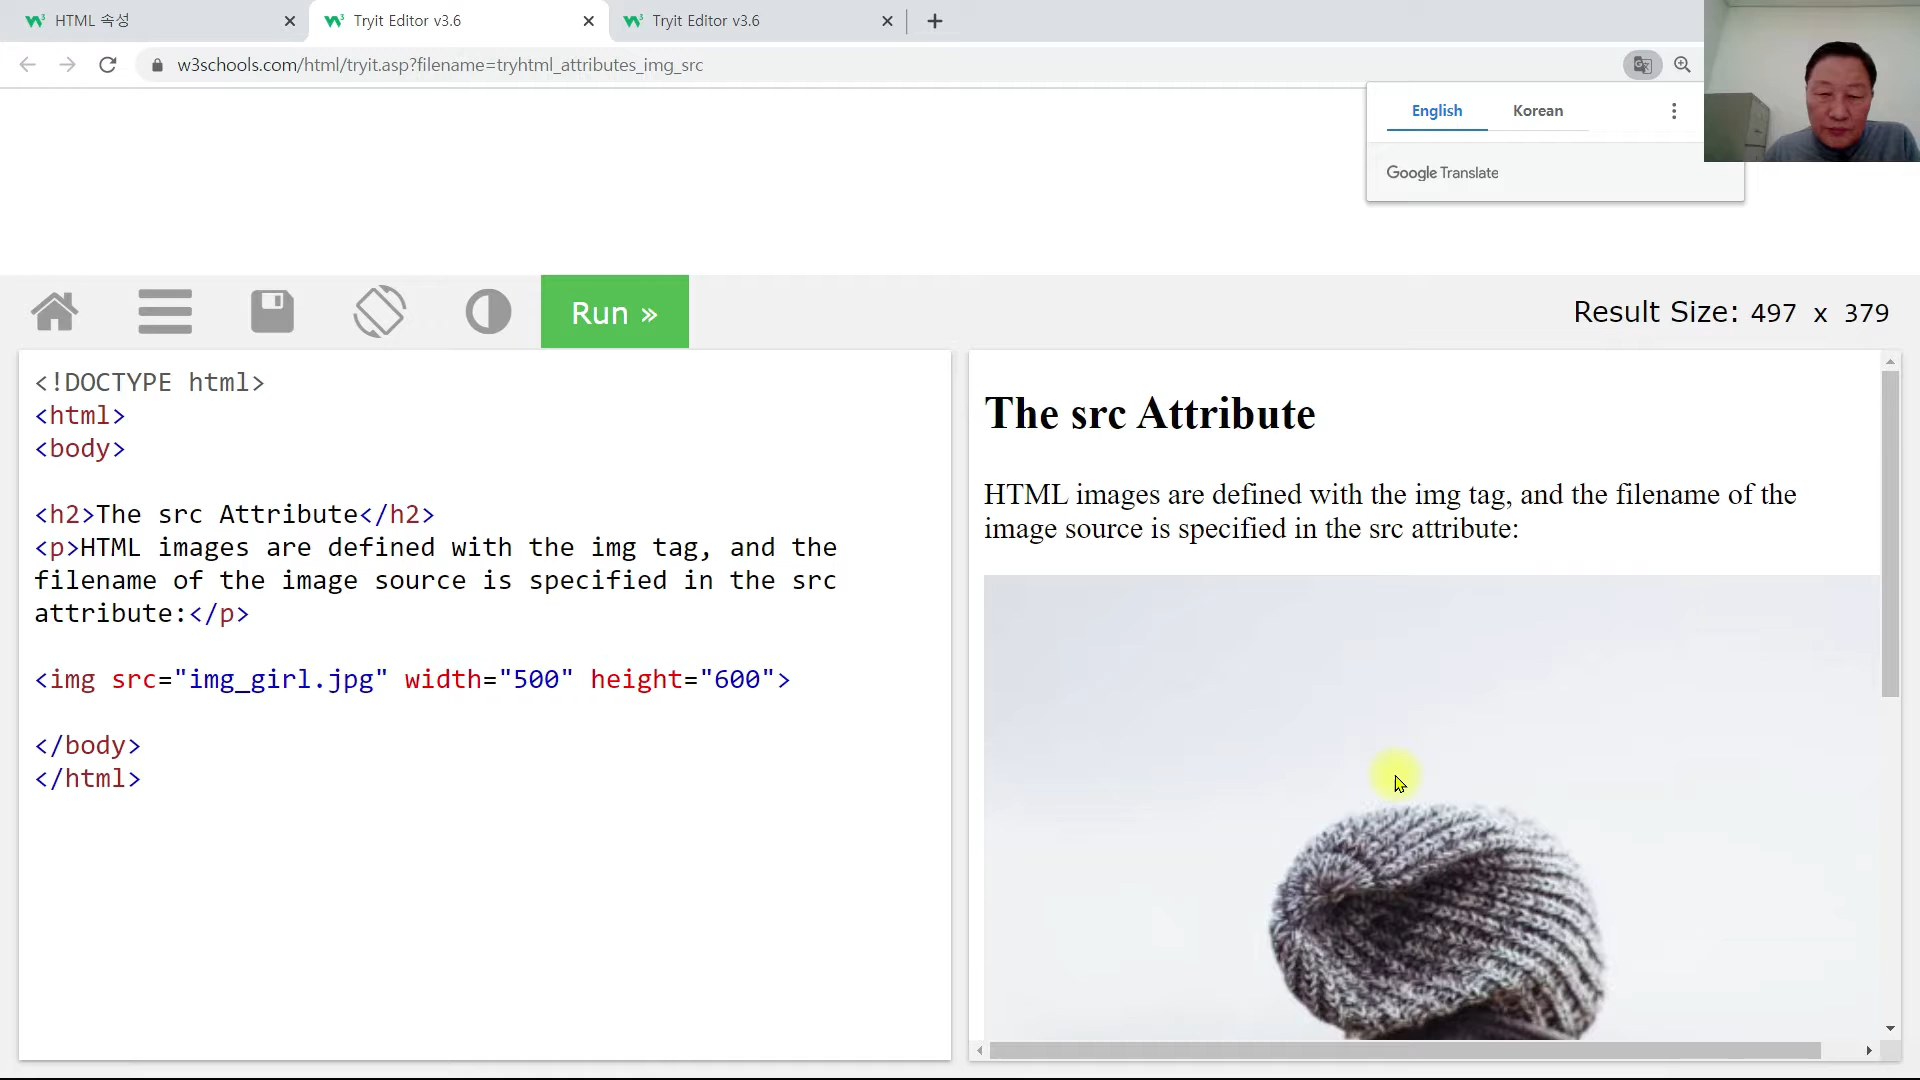 HTML 속성
Tryit Editor v3.6
Tryit Editor v3.6
w3schools.com/html/tryit.asp?filename=tryhtml_attributes_img_src
English Korean
Google Translate
Run »
Result Size: 497 x 379
<!DOCTYPE html>
<html>
<body>
<h2>The src Attribute</h2>
<p>HTML images are defined with the img tag, and the
filename of the image source is specified in the src
attribute:</p>
<img src="img_girl.jpg" width="500" height="600">
</body>
</html>
The src Attribute
HTML images are defined with the img tag, and the filename of the
image source is specified in the src attribute: